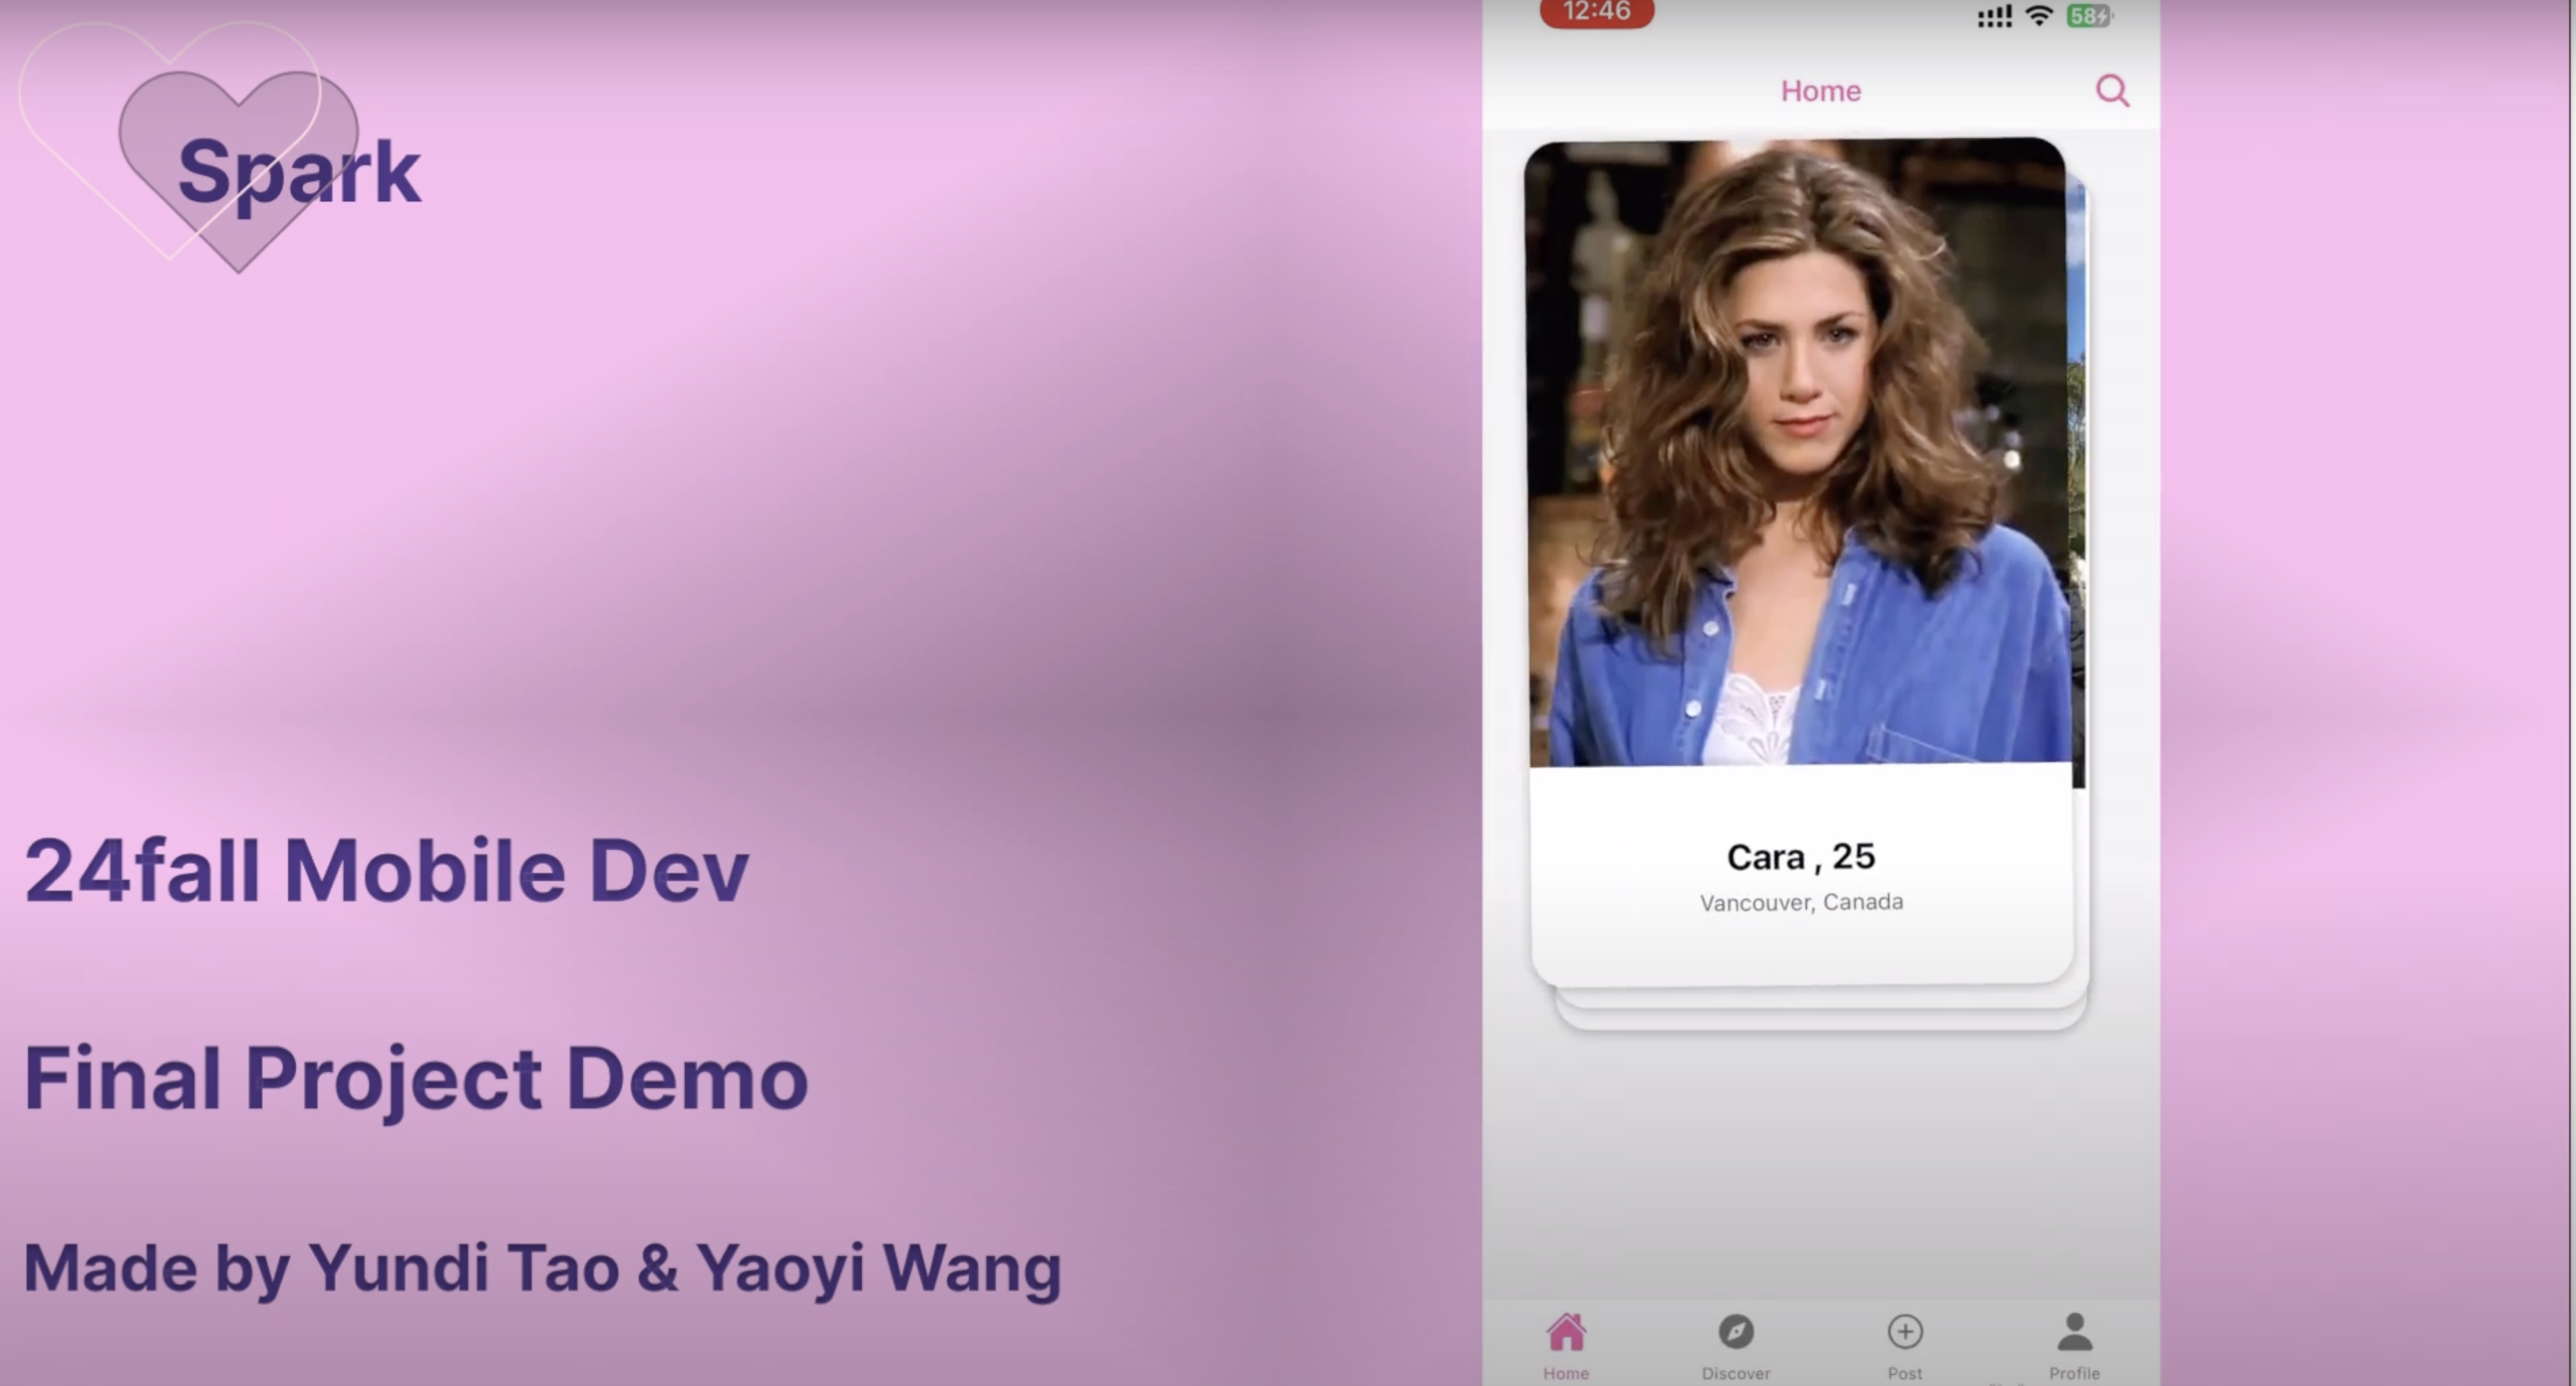 Spark
24fall Mobile Dev
Final Project Demo
Made by Yundi Tao & Yaoyi Wang
12:46
58
Home
Cara , 25
Vancouver, Canada
Home
Discover
Post
Profile